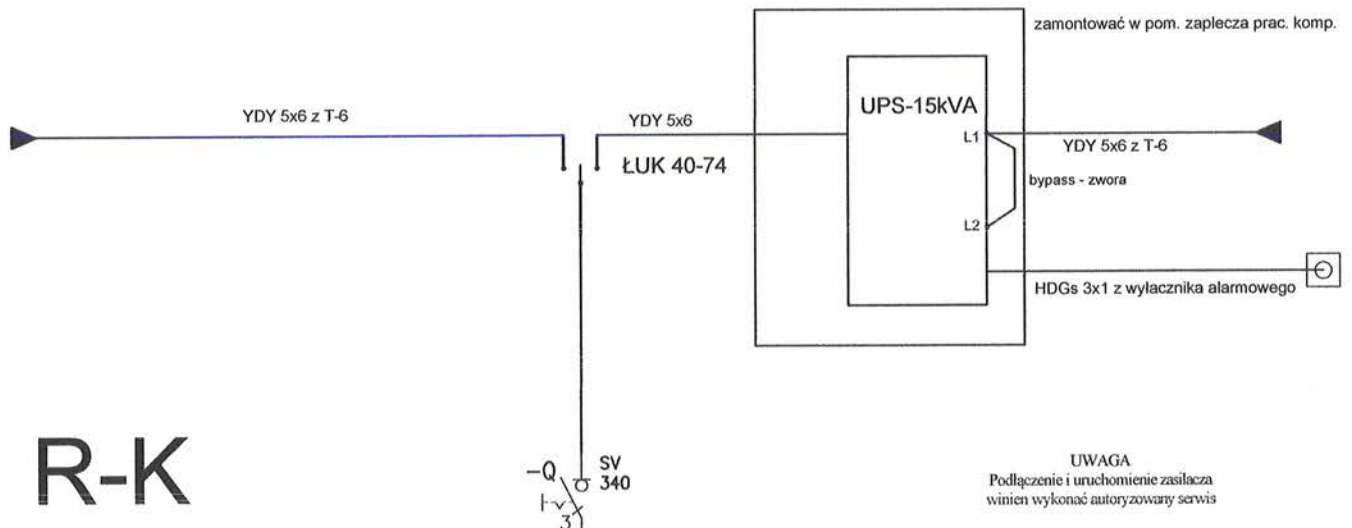 zamontować w pom. zaplecza prac. komp.
YDY 5x6 z T-6
YDY 5x6
UPS-15kVA
L1
YDY 5x6 z T-6
ŁUK 40-74
bypass - zwora
L2
HDGs 3x1 z wyłacznika alarmowego
R-K
-Q
SV
340
3
UWAGA
Podłączenie i uruchomienie zasilacza
winien wykonać autoryzowany serwis